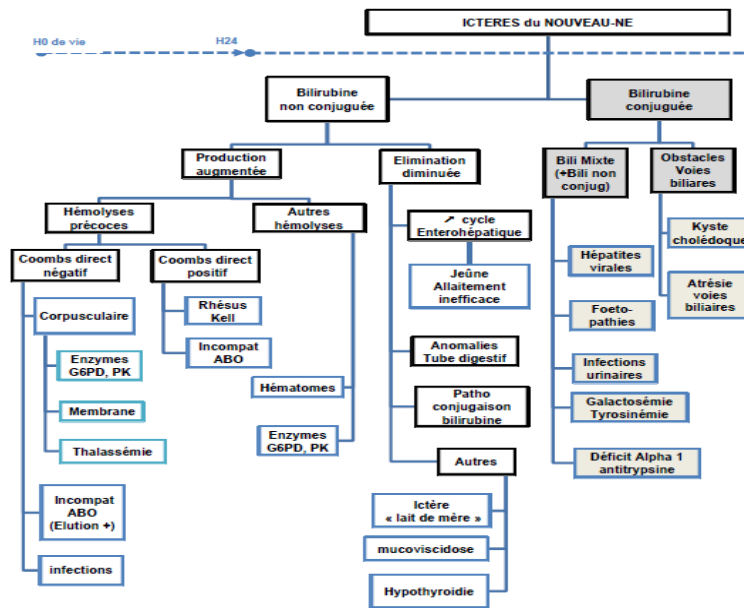 ICTERES du NOUVEAU-NE
H0 de vie
H24
Bilirubine
non conjuguée
Bilirubine
conjuguée
Production
augmentée
Elimination
diminuée
Bili Mixte
(+Bili non
conjug)
Obstacles
Voies
biliares
Hémolyses
précoces
Autres
hémolyses
↗ cycle
Enterohépatique
Kyste
cholédoque
Coombs direct
négatif
Coombs direct
positif
Hépatites
virales
Jeûne
Allaitement
inefficace
Atrésie
voies
biliaires
Corpusculaire
Rhésus
Kell
Foeto-
pathies
Enzymes
G6PD, PK
Incompat
ABO
Anomalies
Tube digestif
Infections
urinaires
Hématomes
Patho
conjugaison
bilirubine
Galactosémie
Tyrosinémie
Membrane
Thalassémie
Enzymes
G6PD, PK
Autres
Déficit Alpha 1
antitrypsine
Incompat
ABO
(Elution +)
Ictère
« lait de mère »
infections
mucoviscidose
Hypothyroidie